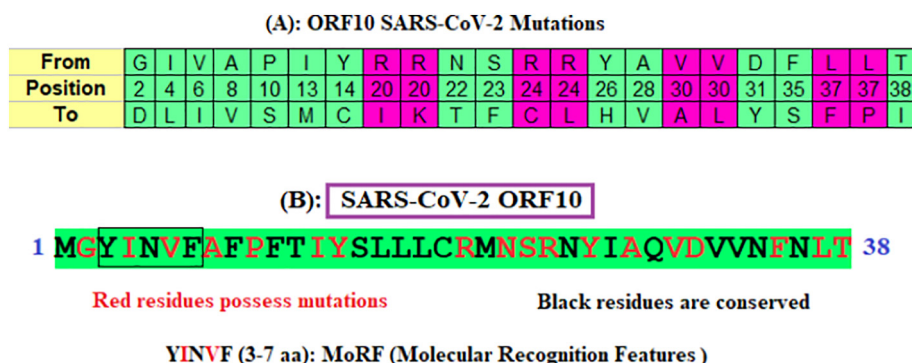 (A): ORF10 SARS-CoV-2 Mutations
From G I V A P I Y R R N S R R Y A V V D F L L T
Position 2 4 6 8 10 13 14 20 20 22 23 24 24 26 28 30 30 31 35 37 37 38
To D L I V S M C I K T F C L H V A L Y S F P I
(B): SARS-CoV-2 ORF10
1 MGYINVFAFPFTIYSLLLCRMNSRNYIAQVDVVNFNLT 38
Red residues possess mutations Black residues are conserved
YINVF (3-7 aa): MoRF (Molecular Recognition Features )